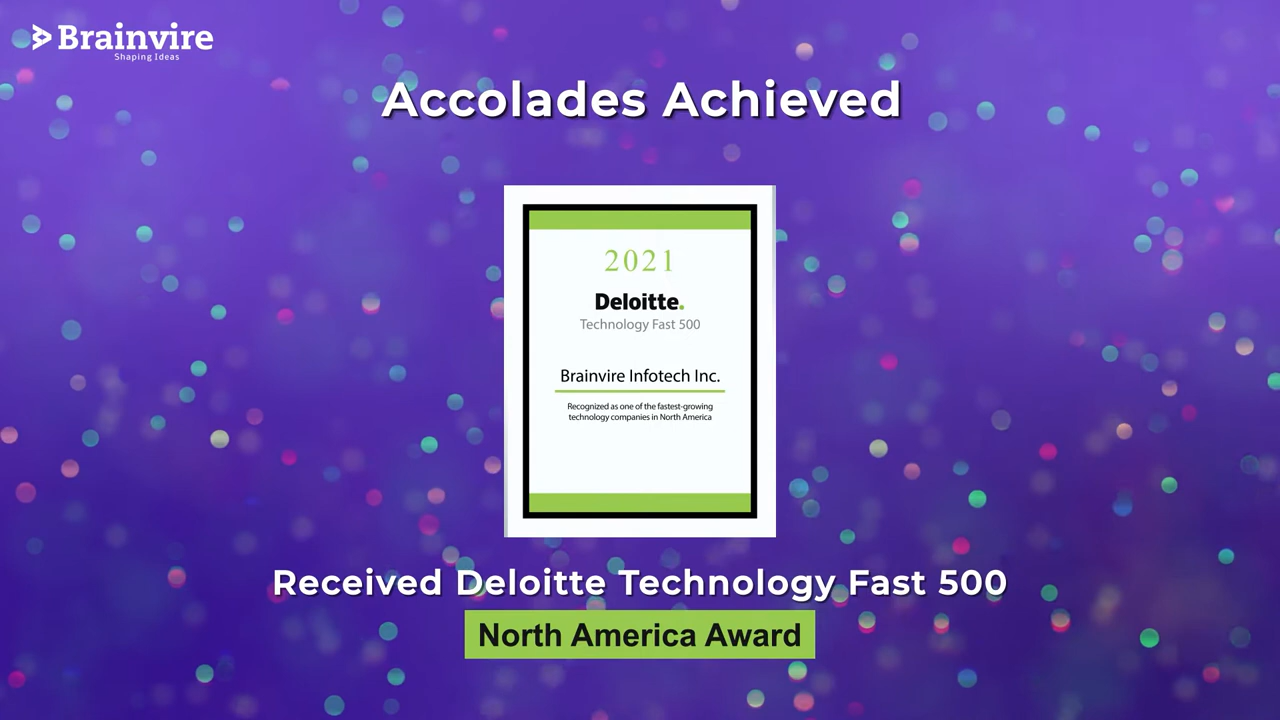 Brainvire
Shaping Ideas
Accolades Achieved
2021
Deloitte.
Technology Fast 500
Brainvire Infotech Inc.
Recognized as one of the fastest-growing
technology companies in North America
Received Deloitte Technology Fast 500
North America Award